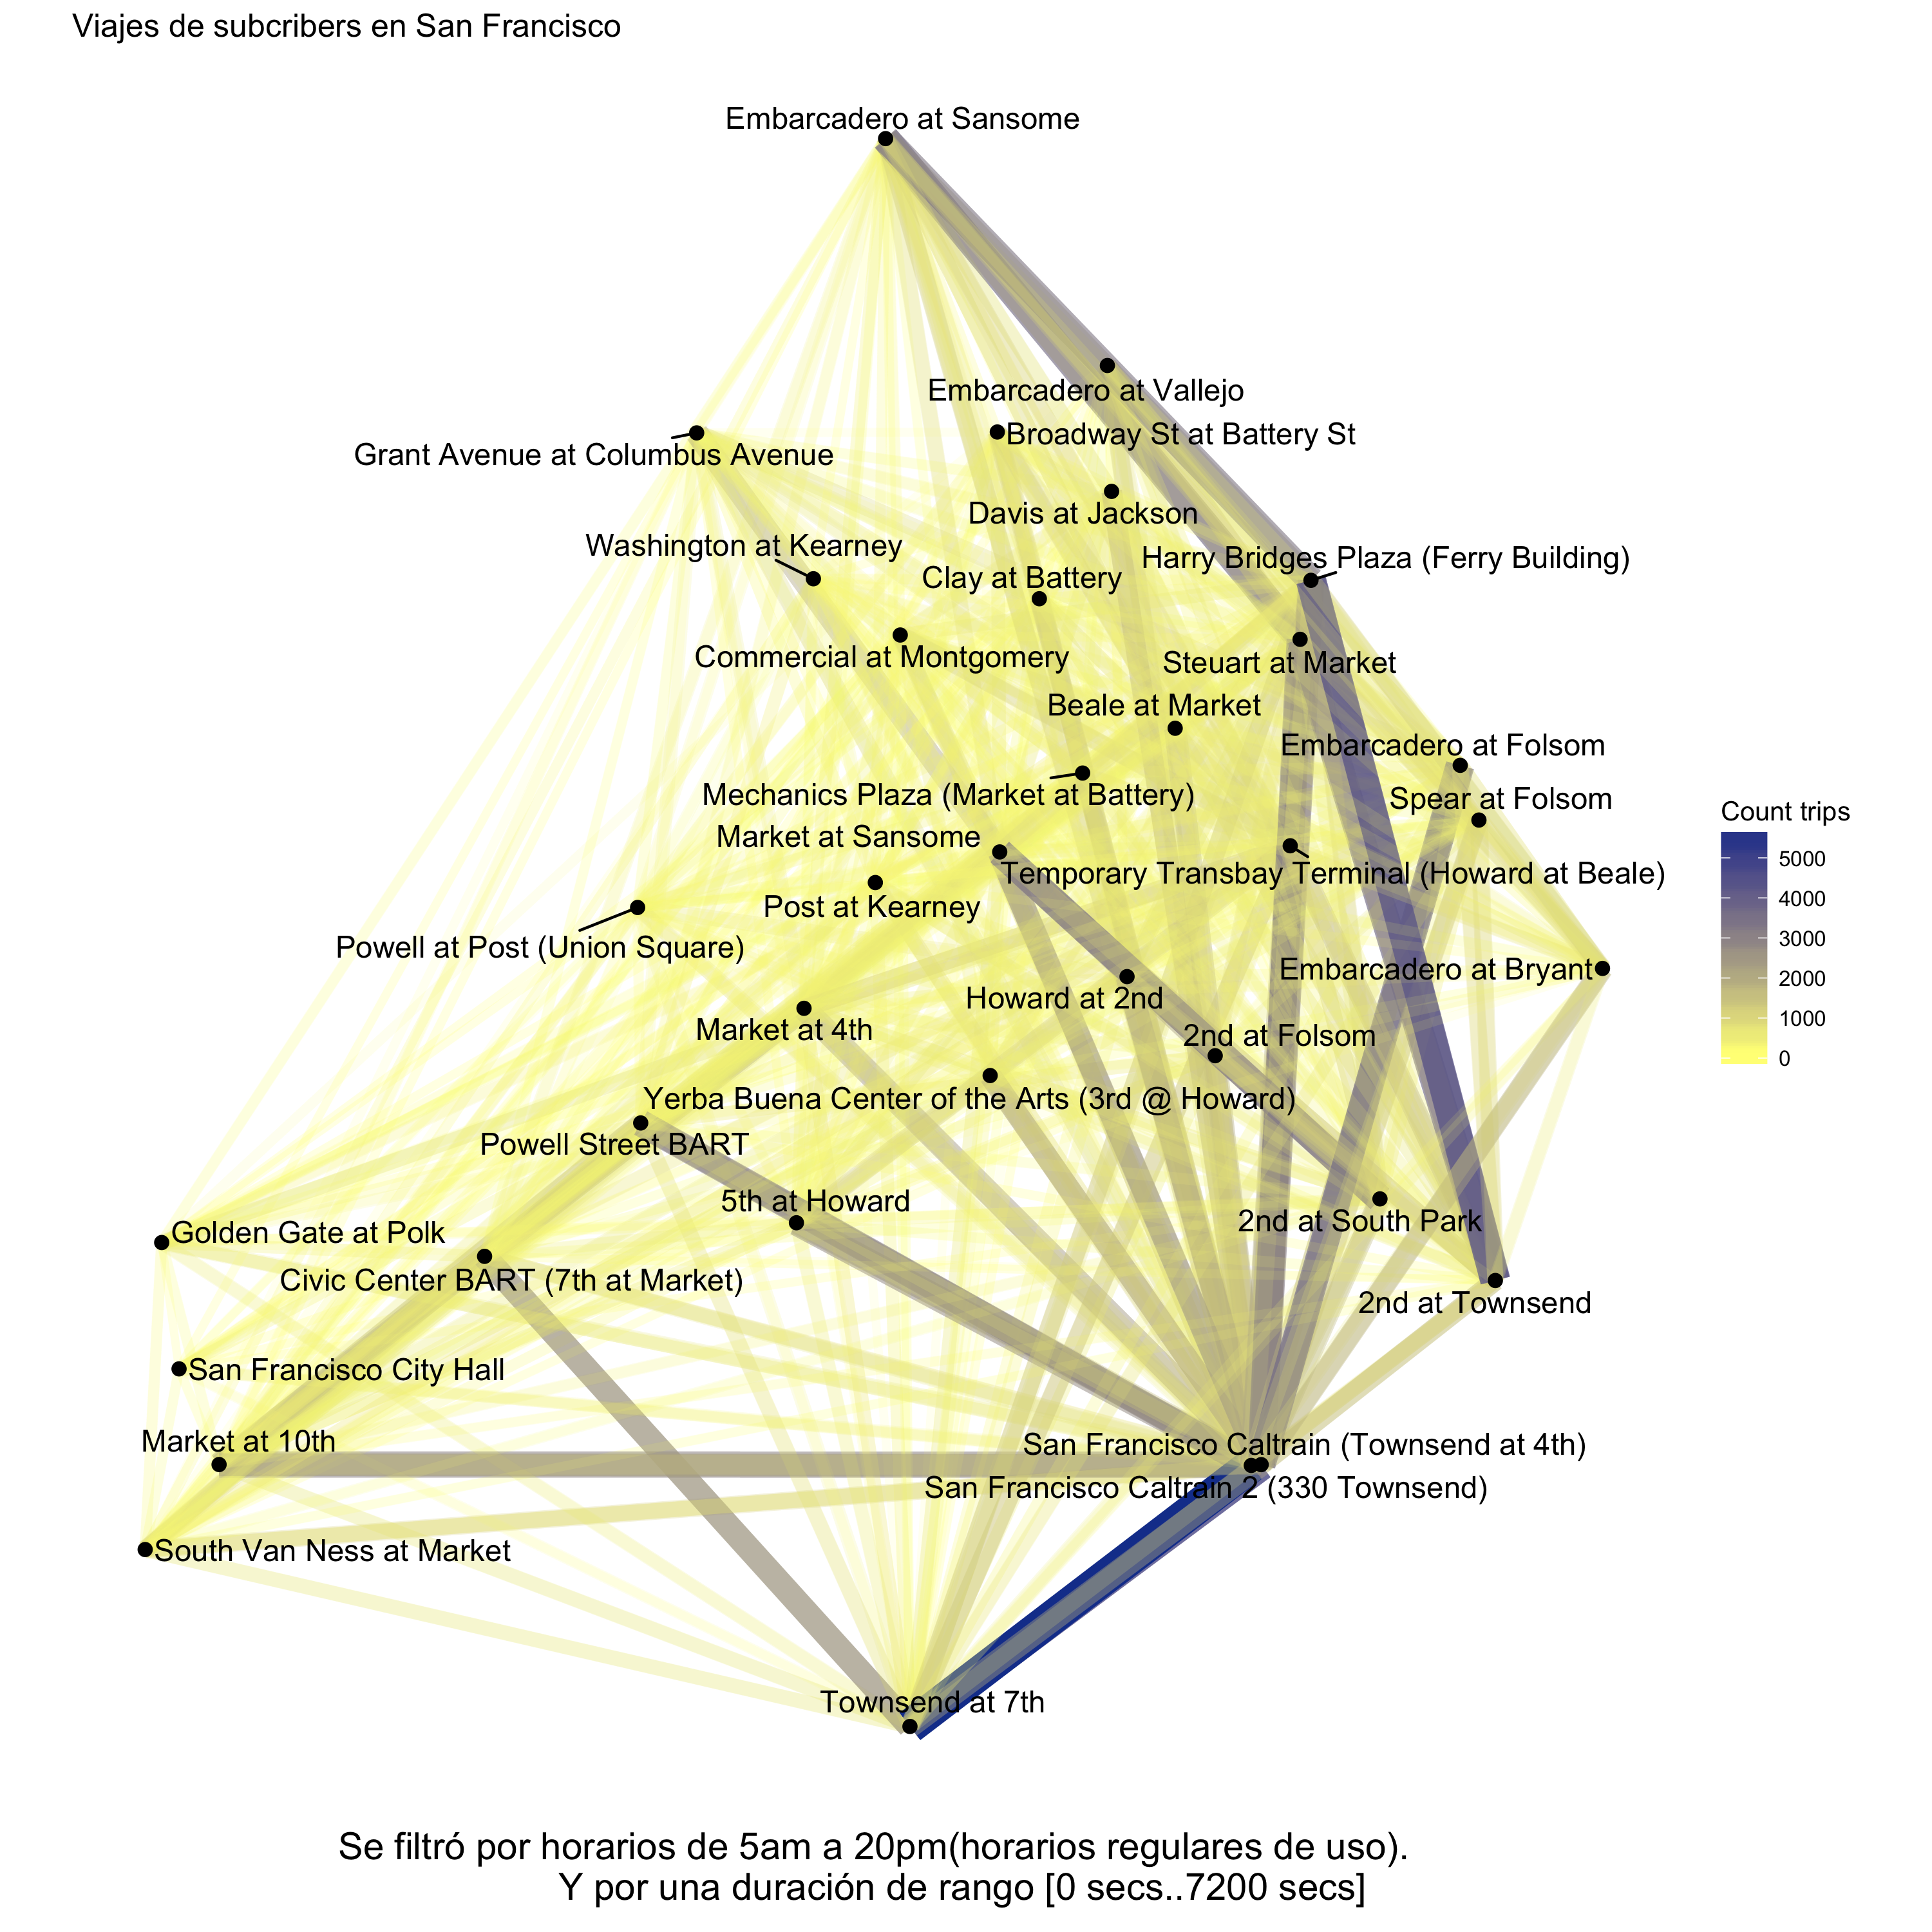 Viajes de subcribers en San Francisco
Embarcadero at Sansome
Embarcadero at Vallejo
Broadway St at Battery St
Grant Avenue at Columbus Avenue
Davis at Jackson
Washington at Kearney
Harry Bridges Plaza (Ferry Building)
Clay at Battery
Commercial at Montgomery
Steuart at Market
Beale at Market
Embarcadero at Folsom
Mechanics Plaza (Market at Battery)
Spear at Folsom
Count trips
Market at Sansome
5000
Temporary Transbay Terminal (Howard at Beale)
4000
Post at Kearney
3000
Powell at Post (Union Square)
Embarcadero at Bryant
2000
Howard at 2nd
1000
Market at 4th
2nd at Folsom
0
Yerba Buena Center of the Arts (3rd @ Howard)
Powell Street BART
5th at Howard
2nd at South Park
Golden Gate at Polk
Civic Center BART (7th at Market)
2nd at Townsend
San Francisco City Hall
Market at 10th
San Francisco Caltrain (Townsend at 4th)
San Francisco Caltrain 2 (330 Townsend)
South Van Ness at Market
Townsend at 7th
Se filtró por horarios de 5am a 20pm(horarios regulares de uso).
Y por una duración de rango [0 secs..7200 secs]